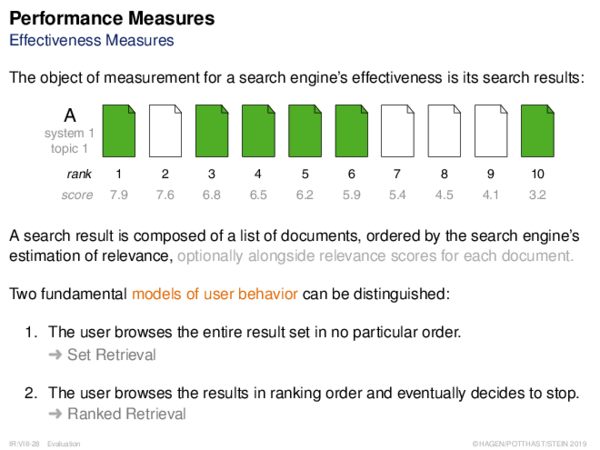 Performance Measures
Effectiveness Measures
The object of measurement for a search engine's effectiveness is its search results:
A
system 1
topic 1
rank 1 2 3 4 5 6 7 8 9 10
score 7.9 7.6 6.8 6.5 6.2 5.9 5.4 4.5 4.1 3.2
A search result is composed of a list of documents, ordered by the search engine's
estimation of relevance, optionally alongside relevance scores for each document.
Two fundamental models of user behavior can be distinguished:
1. The user browses the entire result set in no particular order.
➜ Set Retrieval
2. The user browses the results in ranking order and eventually decides to stop.
➜ Ranked Retrieval
IR:VIII-28 Evaluation ©HAGEN/POTTHAST/STEIN 2019